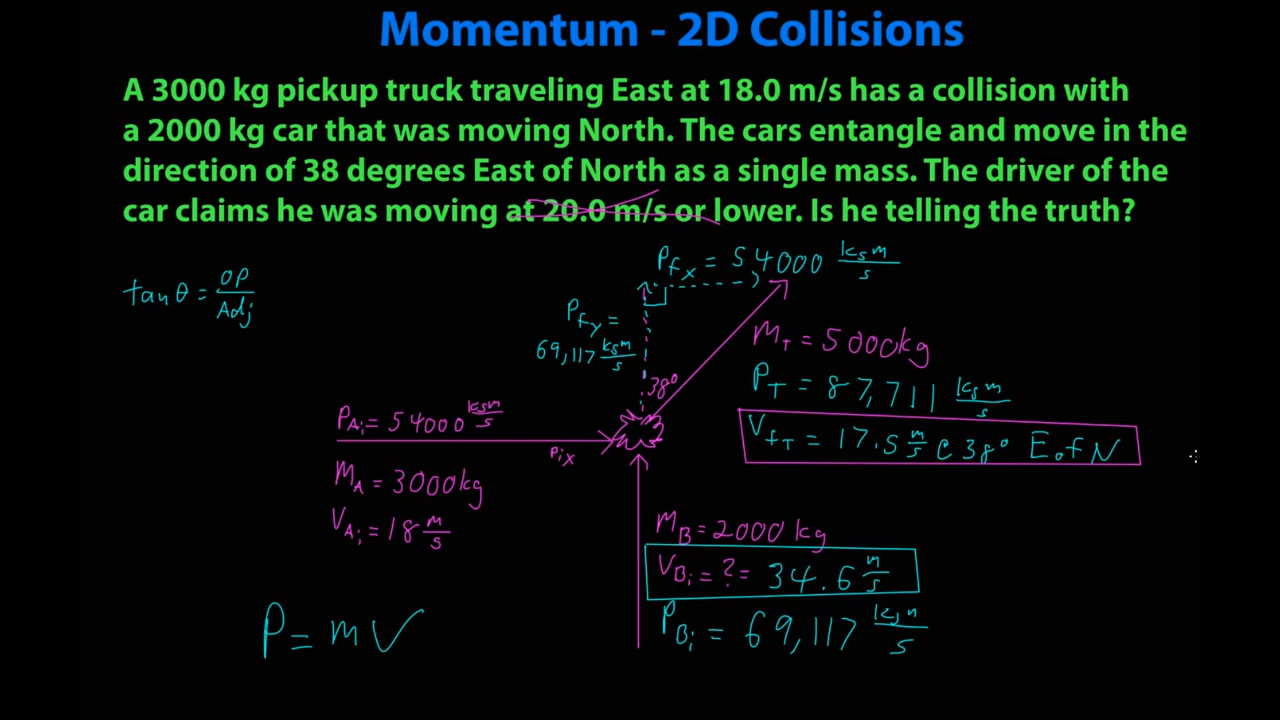 Momentum - 2D Collisions
A 3000 kg pickup truck traveling East at 18.0 m/s has a collision with
a 2000 kg car that was moving North. The cars entangle and move in the
direction of 38 degrees East of North as a single mass. The driver of the
car claims he was moving at 20.0 m/s or lower. Is he telling the truth?
Pfx = 54000 kgm/s
tanθ = OP/Adj
Pfy =
69,117 kgm/s
MT = 5000kg
38°
PT = 87,711 kgm/s
PAi = 54000 kgm/s
VfT = 17.5 m/s @ 38° E of N
Pix
MA = 3000kg
VAi = 18 m/s
MB = 2000 kg
VBi = ? = 34.6 m/s
P = mV
PBi = 69,117 kgm/s